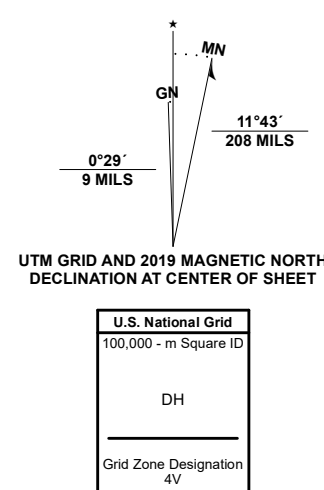 ★
MN
GN
11°43´
208 MILS
0°29´
9 MILS
UTM GRID AND 2019 MAGNETIC NORTH
DECLINATION AT CENTER OF SHEET
U.S. National Grid
100,000 - m Square ID
DH
Grid Zone Designation
4V